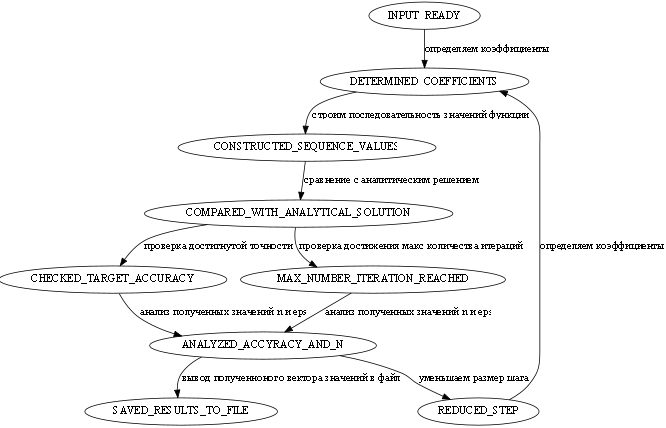 INPUT_READY
определяем коэффициенты
DETERMINED_COEFFICIENTS
строим последовательность значений функции
CONSTRUCTED_SEQUENCE_VALUES
сравнение с аналитическим решением
COMPARED_WITH_ANALYTICAL_SOLUTION
проверка достигнутой точности
проверка достижения макс количества итераций
определяем коэффициенты
CHECKED_TARGET_ACCURACY
MAX_NUMBER_ITERATION_REACHED
анализ полученных значений n и eps
анализ полученных значений n и eps
ANALYZED_ACCYRACY_AND_N
вывод полученноного вектора значений в файл
уменьшаем размер шага
SAVED_RESULTS_TO_FILE
REDUCED_STEP